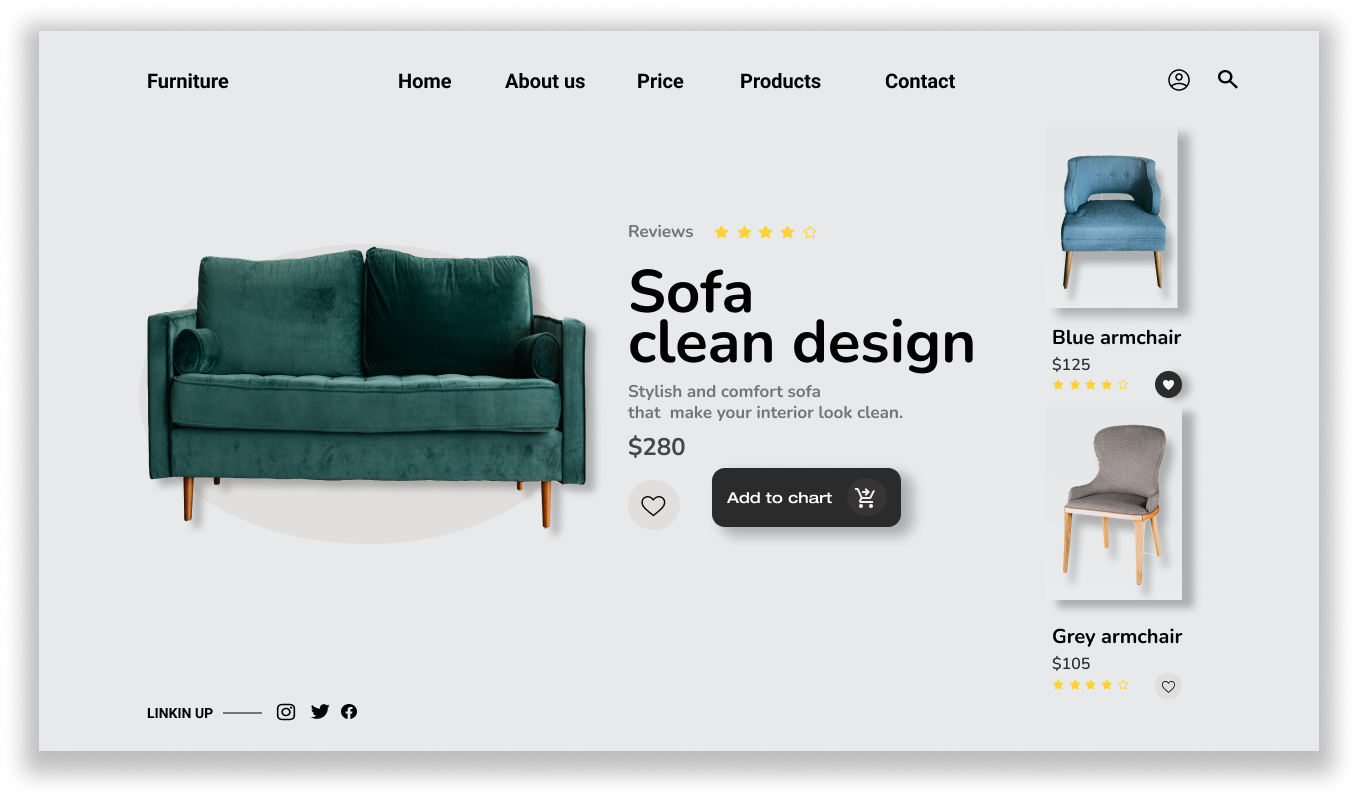 Furniture
Home
About us
Price
Products
Contact
Reviews
Sofa
clean design
Stylish and comfort sofa
that  make your interior look clean.
$280
Add to chart
Blue armchair
$125
Grey armchair
$105
LINKIN UP